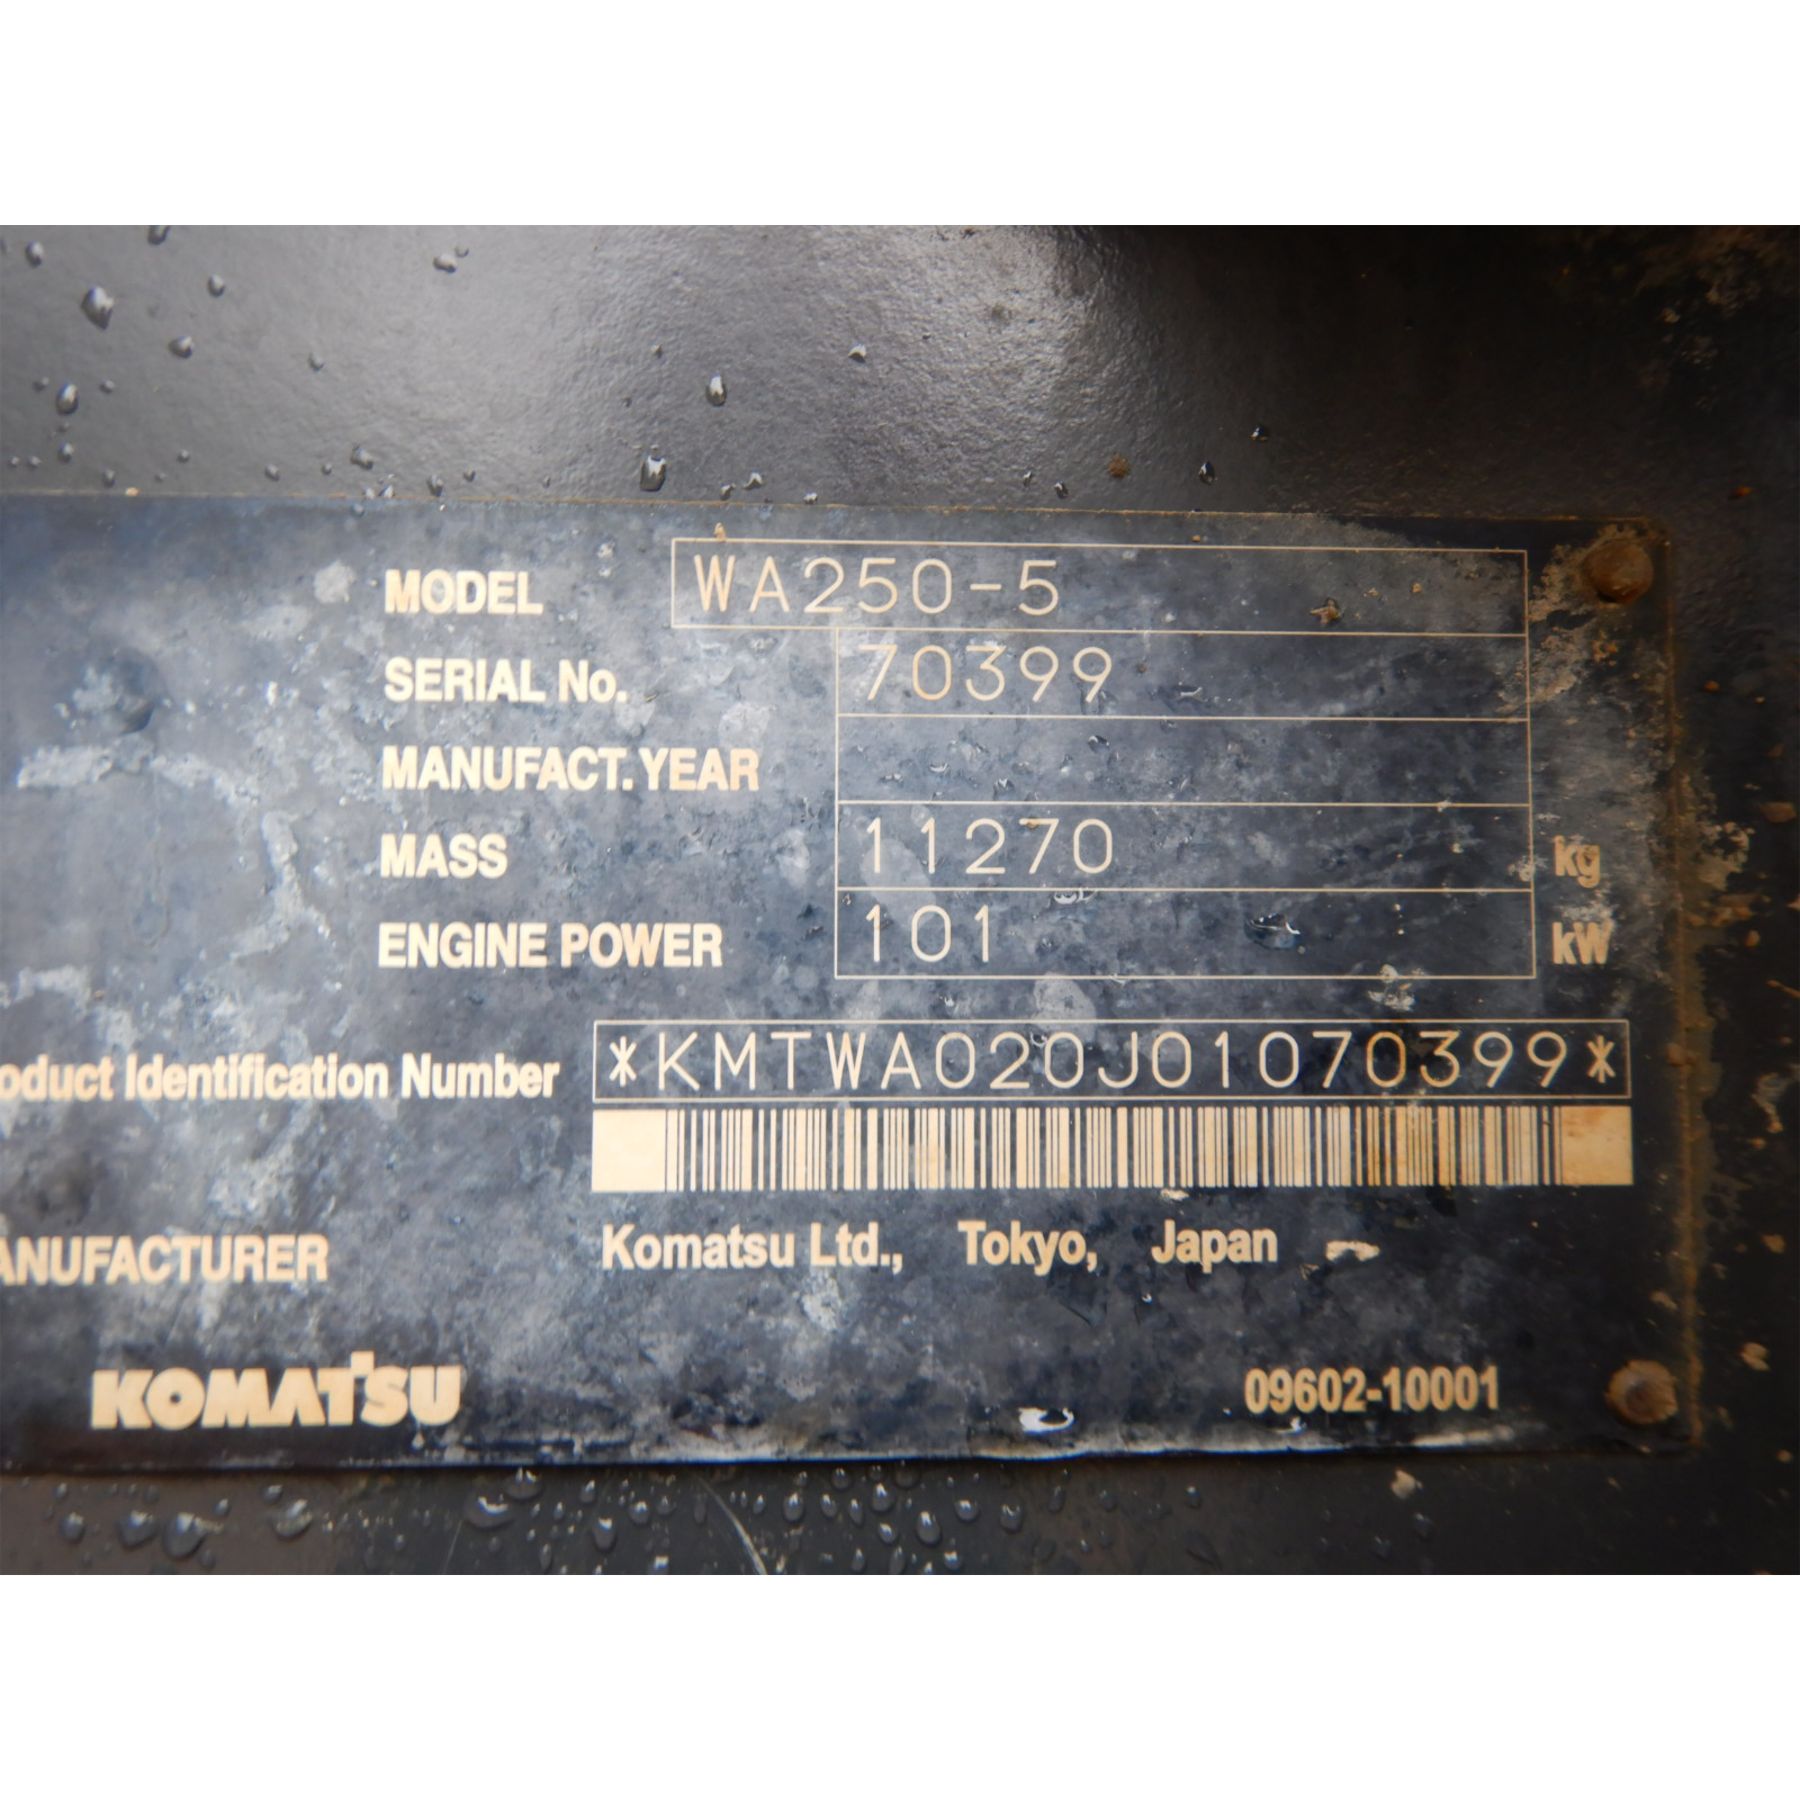 MODEL WA250-5
SERIAL No. 70399
MANUFACT. YEAR
MASS 11270 kg
ENGINE POWER 101 kW
oduct Identification Number *KMTWA020J01070399*
ANUFACTURER Komatsu Ltd., Tokyo, Japan
KOMATSU 09602-10001